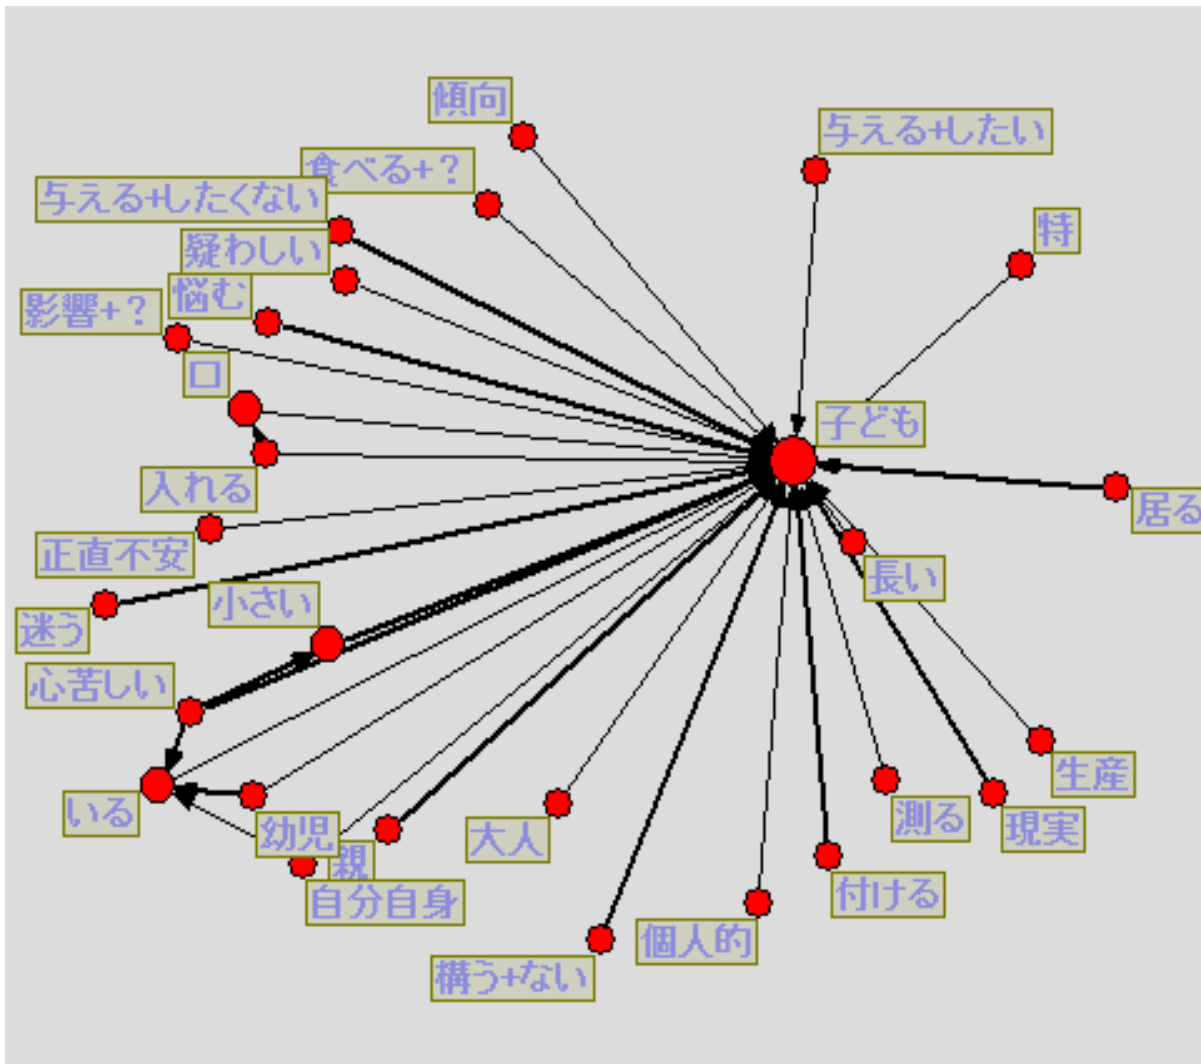 傾向
与える+したい
食べる+？
与える+したくない
特
疑わしい
悩む
影響+？
口
子ども
入れる
居る
正直不安
長い
小さい
迷う
心苦しい
生産
いる
測る
現実
幼児
大人
親
自分自身
付ける
個人的
構う+ない